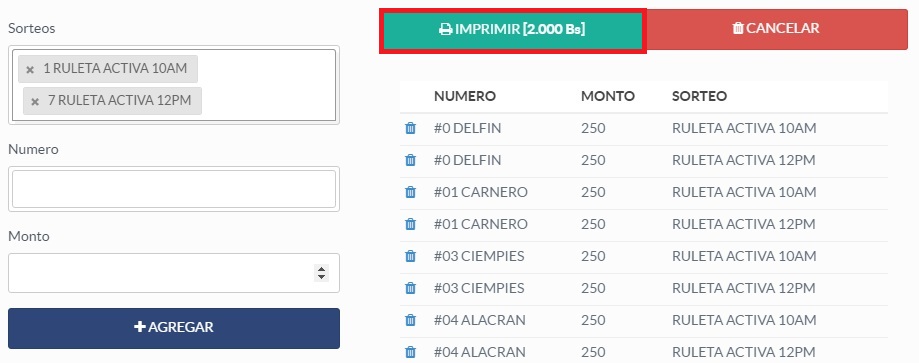 Sorteos
× 1 RULETA ACTIVA 10AM
× 7 RULETA ACTIVA 12PM
Numero
Monto
AGREGAR
IMPRIMIR [2.000 Bs]
CANCELAR
NUMERO MONTO SORTEO
#0 DELFIN 250 RULETA ACTIVA 10AM
#0 DELFIN 250 RULETA ACTIVA 12PM
#01 CARNERO 250 RULETA ACTIVA 10AM
#01 CARNERO 250 RULETA ACTIVA 12PM
#03 CIEMPIES 250 RULETA ACTIVA 10AM
#03 CIEMPIES 250 RULETA ACTIVA 12PM
#04 ALACRAN 250 RULETA ACTIVA 10AM
#04 ALACRAN 250 RULETA ACTIVA 12PM